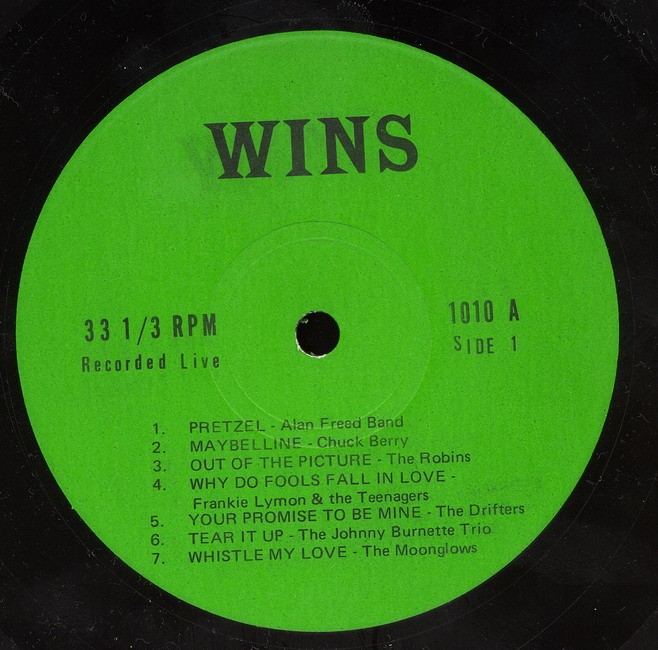 WINS
33 1/3 RPM
Recorded Live
1010 A
SIDE 1
1. PRETZEL - Alan Freed Band
2. MAYBELLINE - Chuck Berry
3. OUT OF THE PICTURE - The Robins
4. WHY DO FOOLS FALL IN LOVE -
Frankie Lymon & the Teenagers
5. YOUR PROMISE TO BE MINE - The Drifters
6. TEAR IT UP - The Johnny Burnette Trio
7. WHISTLE MY LOVE - The Moonglows